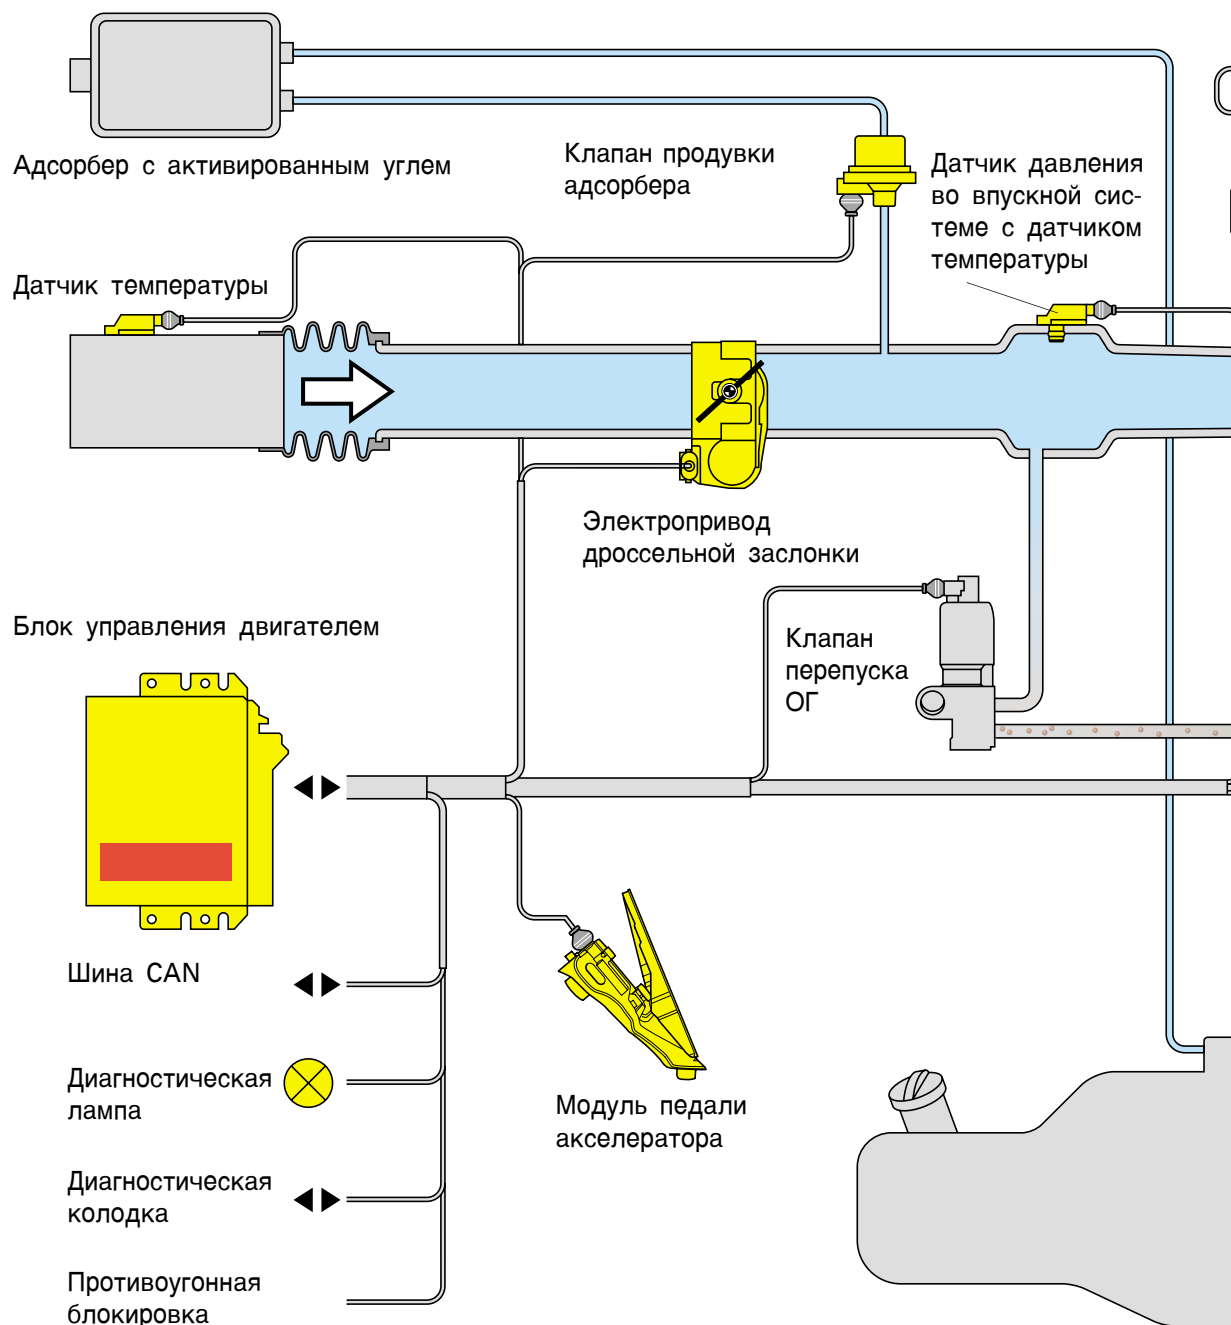 Адсорбер с активированным углем
Клапан продувки
адсорбера
Датчик давления
во впускной сис-
теме с датчиком
температуры
Датчик температуры
Электропривод
дроссельной заслонки
Блок управления двигателем
Клапан
перепуска
ОГ
Шина CAN
Диагностическая
лампа
Модуль педали
акселератора
Диагностическая
колодка
Противоугонная
блокировка